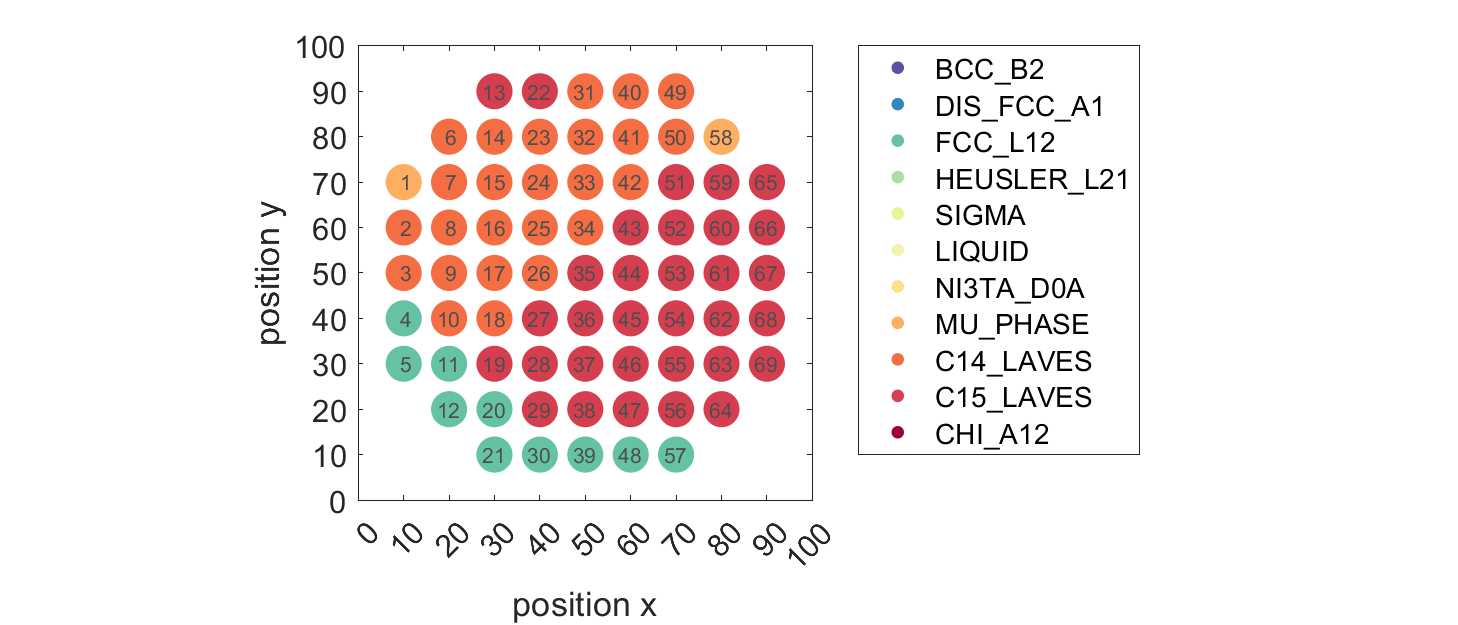 100
90 13 22 31 40 49
80 6 14 23 32 41 50 58
70 1 7 15 24 33 42 51 59 65
60 2 8 16 25 34 43 52 60 66
50 3 9 17 26 35 44 53 61 67
40 4 10 18 27 36 45 54 62 68
30 5 11 19 28 37 46 55 63 69
20 12 20 29 38 47 56 64
10 21 30 39 48 57
0
position y
0 10 20 30 40 50 60 70 80 90 100
position x
BCC_B2
DIS_FCC_A1
FCC_L12
HEUSLER_L21
SIGMA
LIQUID
NI3TA_D0A
MU_PHASE
C14_LAVES
C15_LAVES
CHI_A12